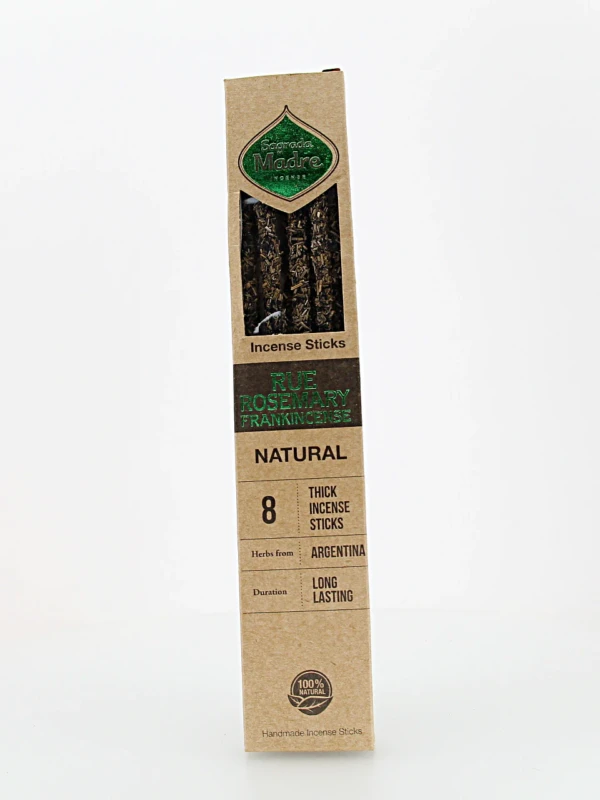 Sagrada
Madre
INCENSE
Incense Sticks
RUE
ROSEMARY
FRANKINCENSE
NATURAL
8
THICK
INCENSE
STICKS
Herbs from
ARGENTINA
Duration
LONG
LASTING
100%
NATURAL
Handmade Incense Sticks.